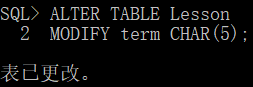 SQL> ALTER TABLE Lesson
  2  MODIFY term CHAR(5);
表已更改。